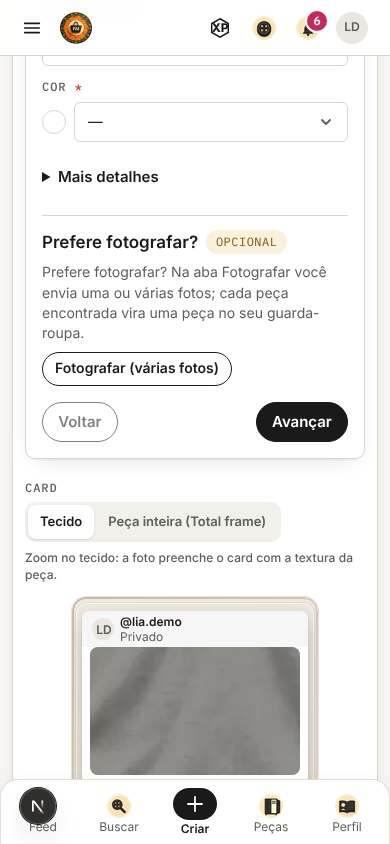 XP
6
LD
COR *
—
Mais detalhes
Prefere fotografar? OPCIONAL
Prefere fotografar? Na aba Fotografar você
envia uma ou várias fotos; cada peça
encontrada vira uma peça no seu guarda-
roupa.
Fotografar (várias fotos)
Voltar
Avançar
CARD
Tecido
Peça inteira (Total frame)
Zoom no tecido: a foto preenche o card com a textura da
peça.
LD
@lia.demo
Privado
N
Feed
Buscar
Criar
Peças
Perfil